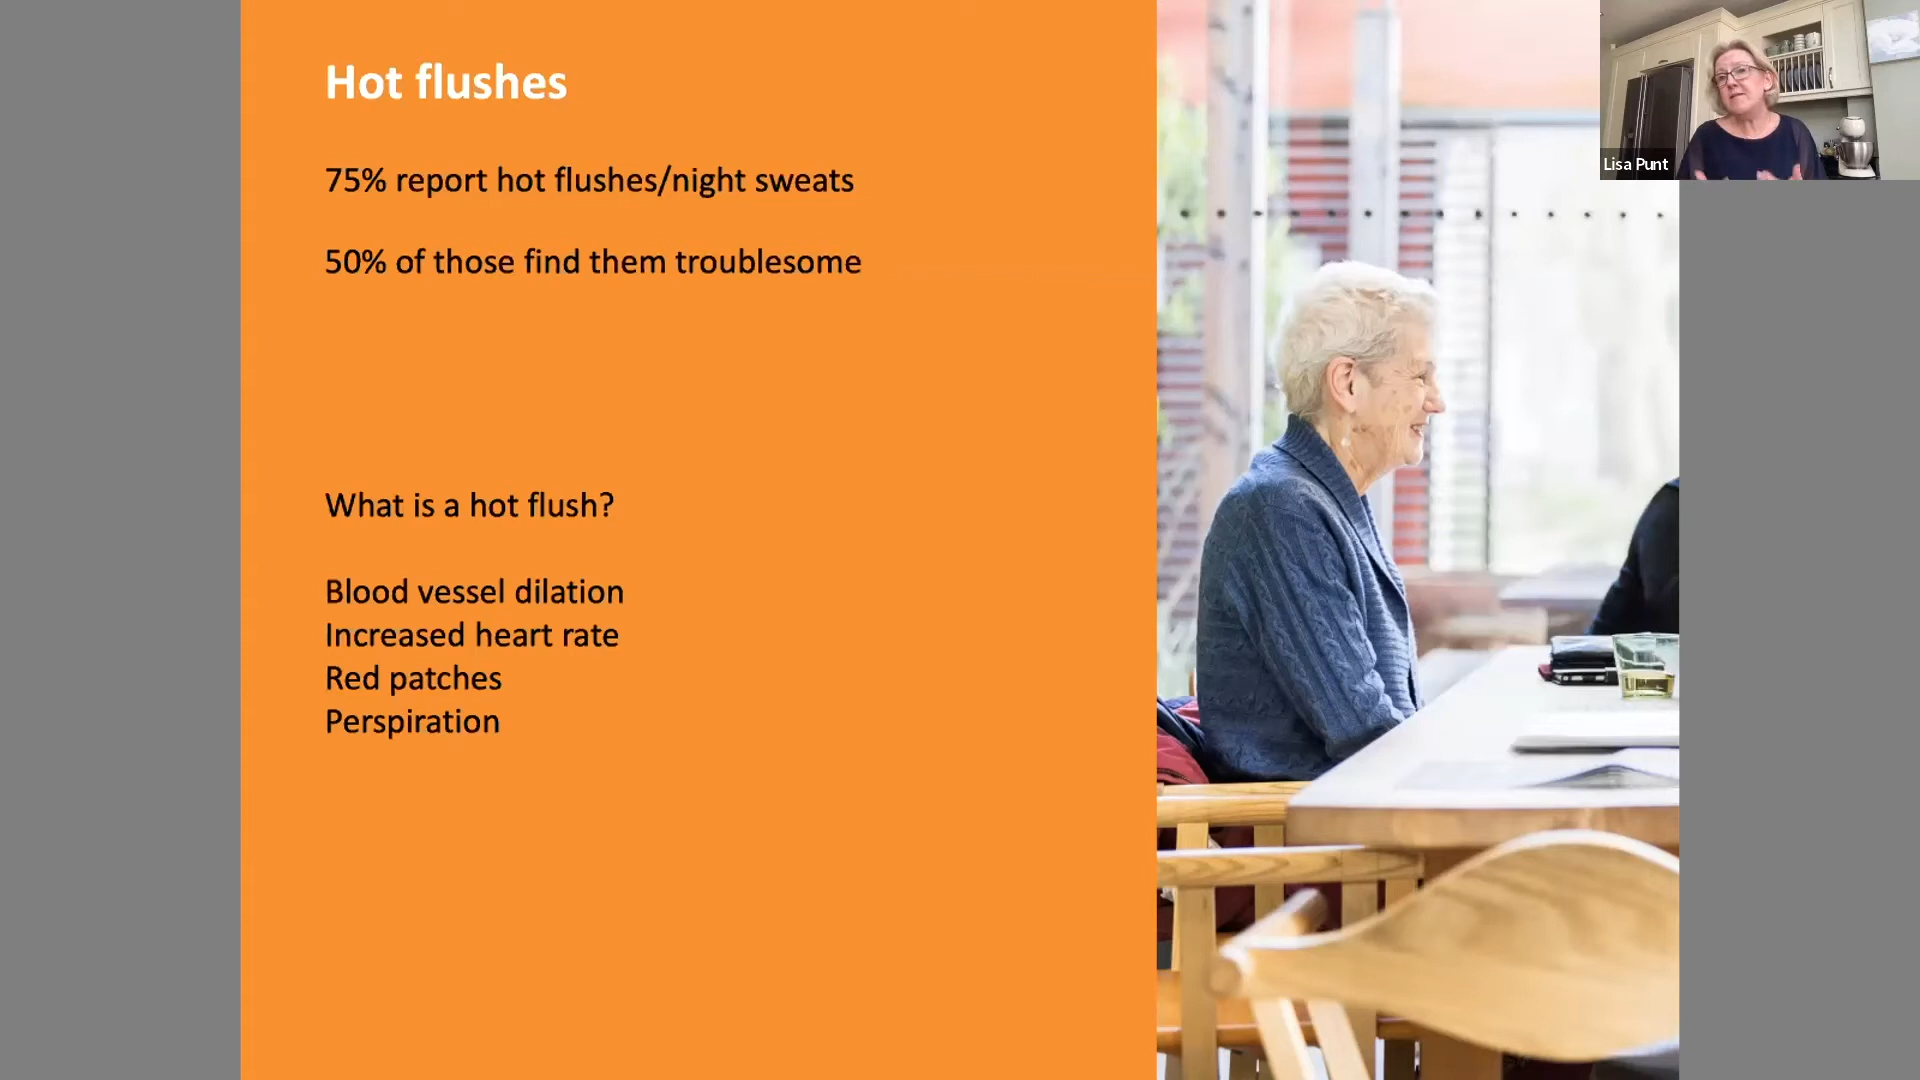 Hot flushes
75% report hot flushes/night sweats
50% of those find them troublesome
What is a hot flush?
Blood vessel dilation
Increased heart rate
Red patches
Perspiration
Lisa Punt